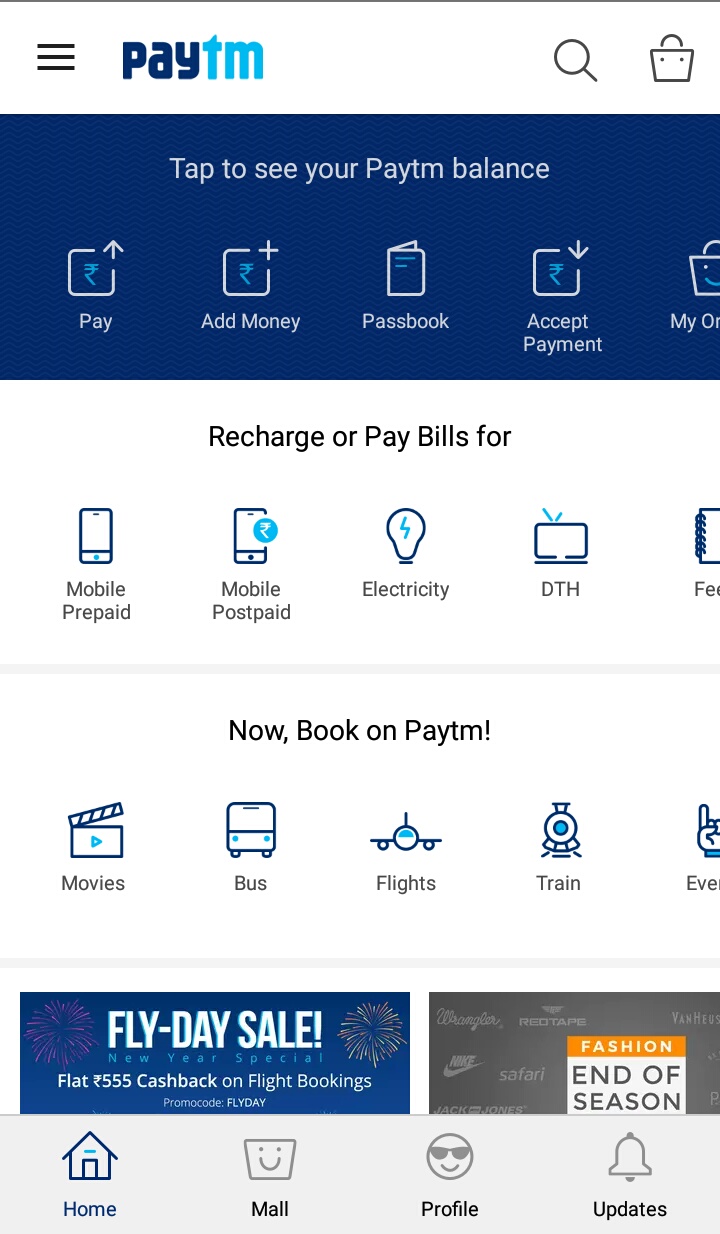 paytm
Tap to see your Paytm balance
₹ ₹ ₹
Pay Add Money Passbook Accept
Payment My Or
Recharge or Pay Bills for
₹
Mobile
Prepaid
Mobile
Postpaid
Electricity
DTH
Fee
Now, Book on Paytm!
Movies Bus Flights Train Ever
FLY-DAY SALE!
New Year Special
Flat ₹555 Cashback on Flight Bookings
Promocode: FLYDAY
Wrangler REDTAPE VANHEUS
NIKE safari
JACK JONES
FASHION
END OF
SEASON
Home Mall Profile Updates